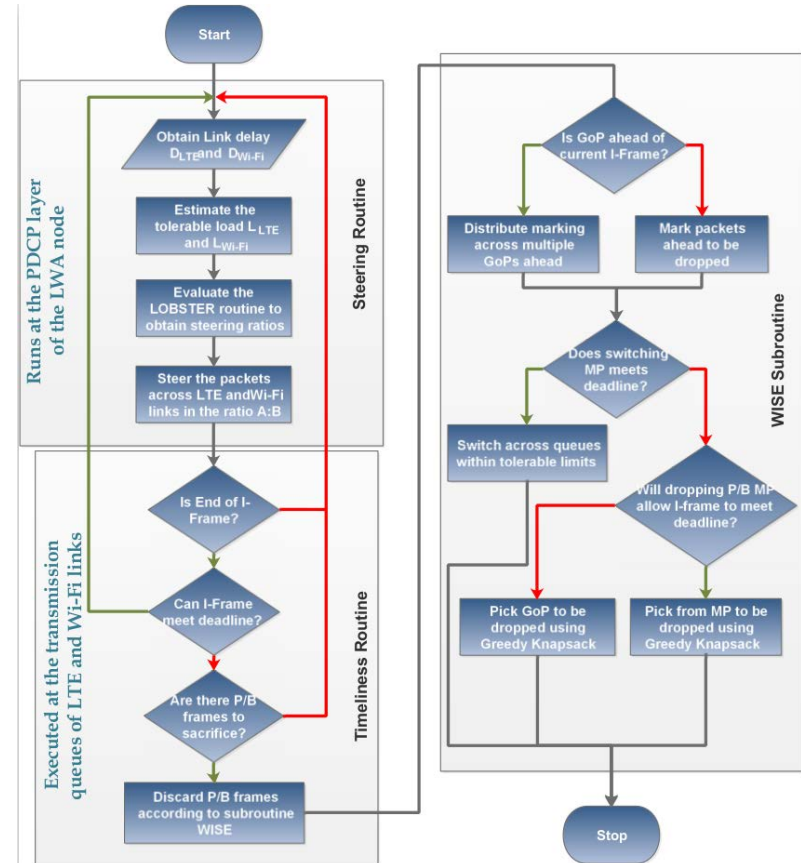 Start
Runs at the PDCP layer
of the LWA node
Steering Routine
Obtain Link delay
D_LTE and D_Wi-Fi
Estimate the
tolerable load L_LTE
and L_Wi-Fi
Evaluate the
LOBSTER routine to
obtain steering ratios
Steer the packets
across LTE andWi-Fi
links in the ratio A:B
Executed at the transmission
queues of LTE and Wi-Fi links
Timeliness Routine
Is End of I-
Frame?
Can I-Frame
meet deadline?
Are there P/B
frames to
sacrifice?
Discard P/B frames
according to subroutine
WISE
WISE Subroutine
Is GoP ahead of
current I-Frame?
Distribute marking
across multiple
GoPs ahead
Mark packets
ahead to be
dropped
Does switching
MP meets
deadline?
Switch across queues
within tolerable limits
Will dropping P/B MP
allow I-frame to meet
deadline?
Pick GoP to be
dropped using
Greedy Knapsack
Pick from MP to be
dropped using
Greedy Knapsack
Stop